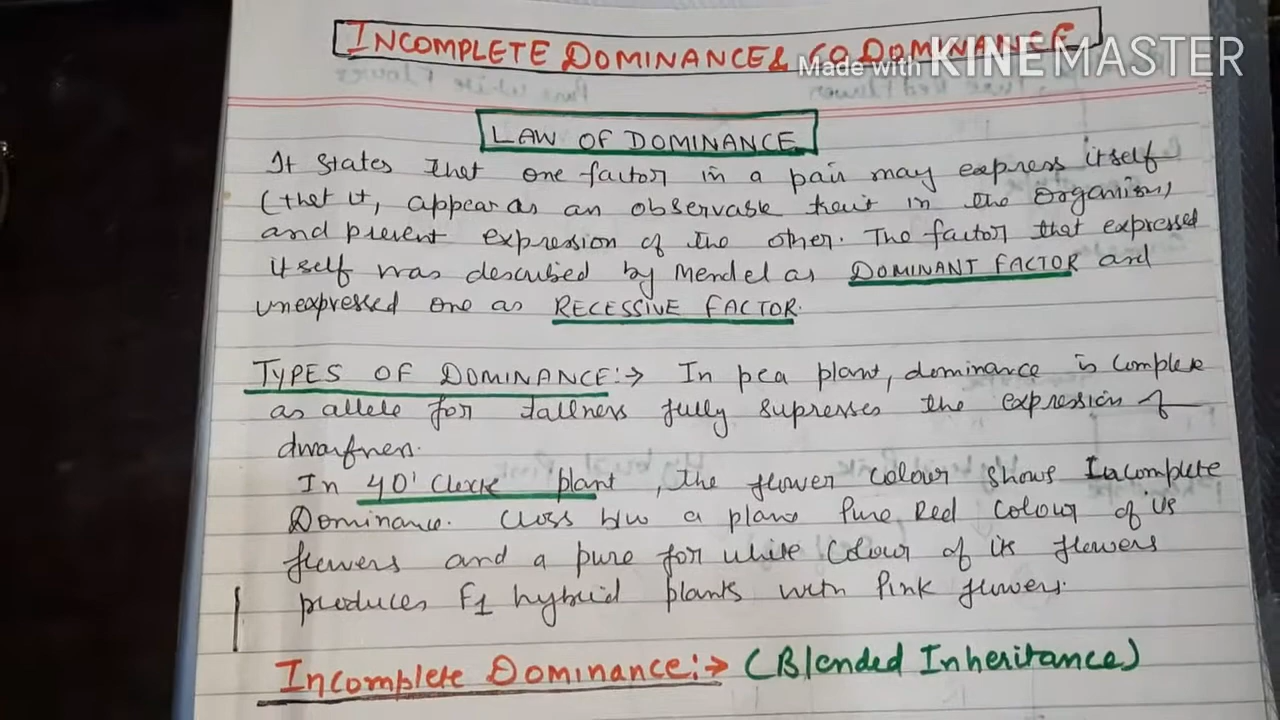 INCOMPLETE DOMINANCE & CO DOMINANCE
Made with KINEMASTER
LAW OF DOMINANCE
It states that one factor in a pair may express itself
(that it, appear as an observable trait in the Organism)
and prevent expression of the other. The factor that expressed
itself was described by Mendel as DOMINANT FACTOR and
unexpressed one as RECESSIVE FACTOR.
TYPES OF DOMINANCE:→ In pea plant, dominance is complete
as allele for tallness fully supresses the expression of
dwarfness.
In 4O' Clock plant, the flower colour shows Incomplete
Dominance. Cross b/w a plant Pure Red Colour of its
flowers and a pure for white Colour of its flowers
produces F1 hybrid plants with Pink flowers.
Incomplete Dominance:→ (Blended Inheritance)